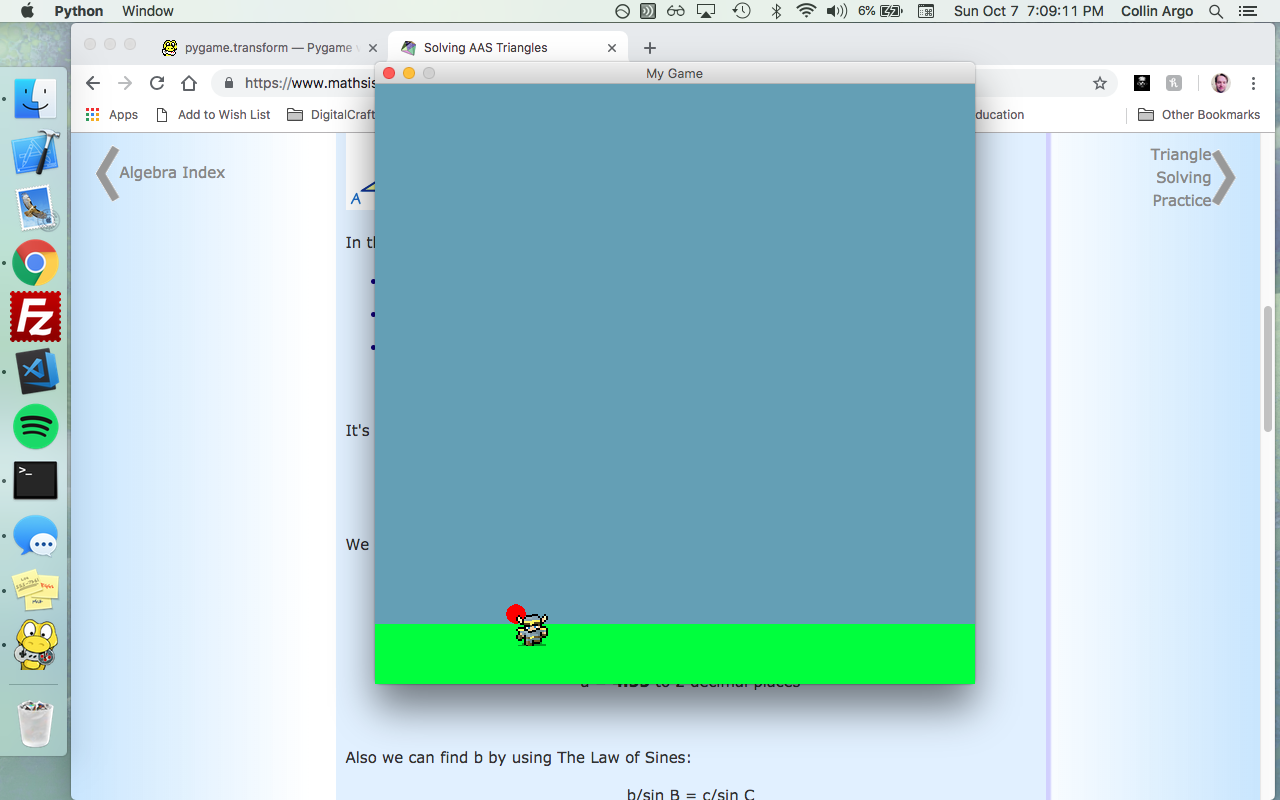 Python Window 6% Sun Oct 7 7:09:11 PM Collin Argo
pygame.transform — Pygame Solving AAS Triangles
https://www.mathsis
Apps Add to Wish List DigitalCraft ducation Other Bookmarks
My Game
Algebra Index
Triangle
Solving
Practice
A
In th
It's
We
to 2 decimal places
Also we can find b by using The Law of Sines:
b/sin B = c/sin C